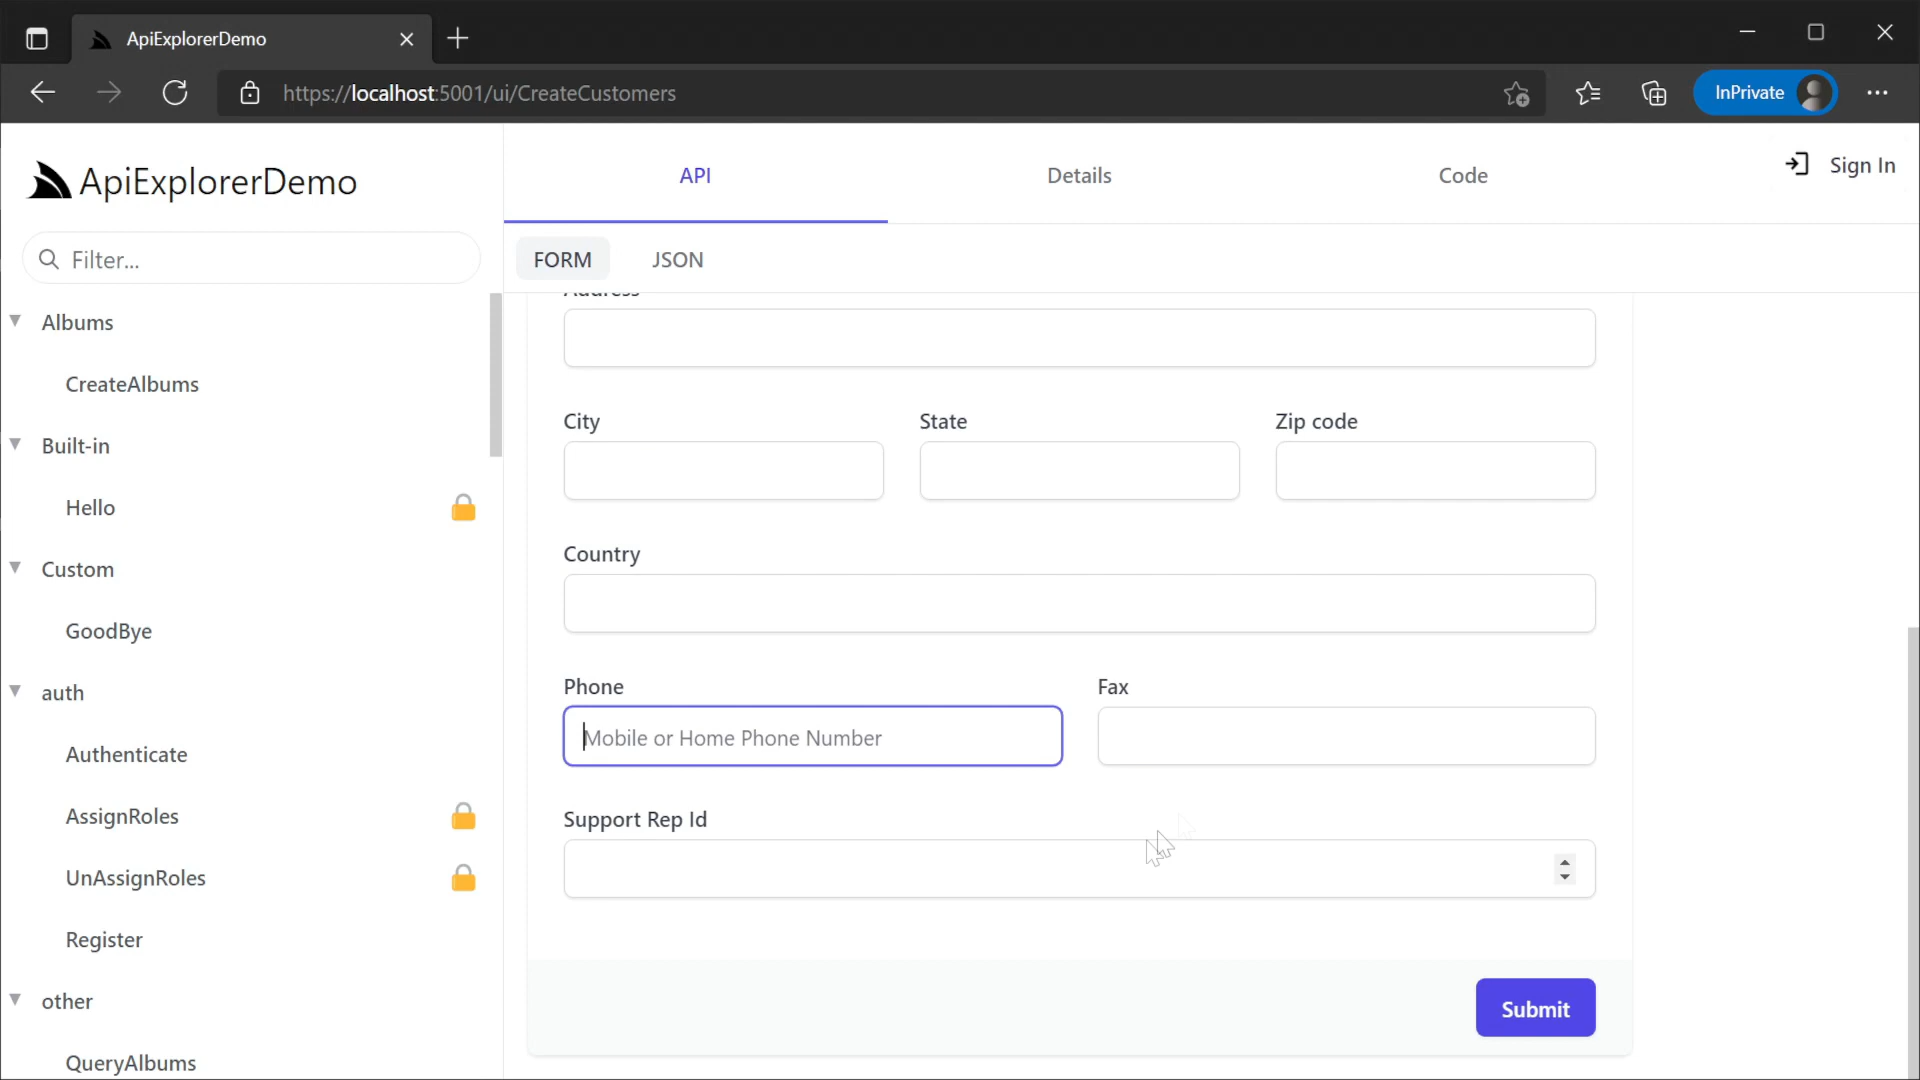 ApiExplorerDemo
https://localhost:5001/ui/CreateCustomers
InPrivate
ApiExplorerDemo
API
Details
Code
Sign In
Filter...
FORM
JSON
Albums
CreateAlbums
Built-in
Hello
Custom
GoodBye
auth
Authenticate
AssignRoles
UnAssignRoles
Register
other
QueryAlbums
Address
City
State
Zip code
Country
Phone
Fax
Mobile or Home Phone Number
Support Rep Id
Submit